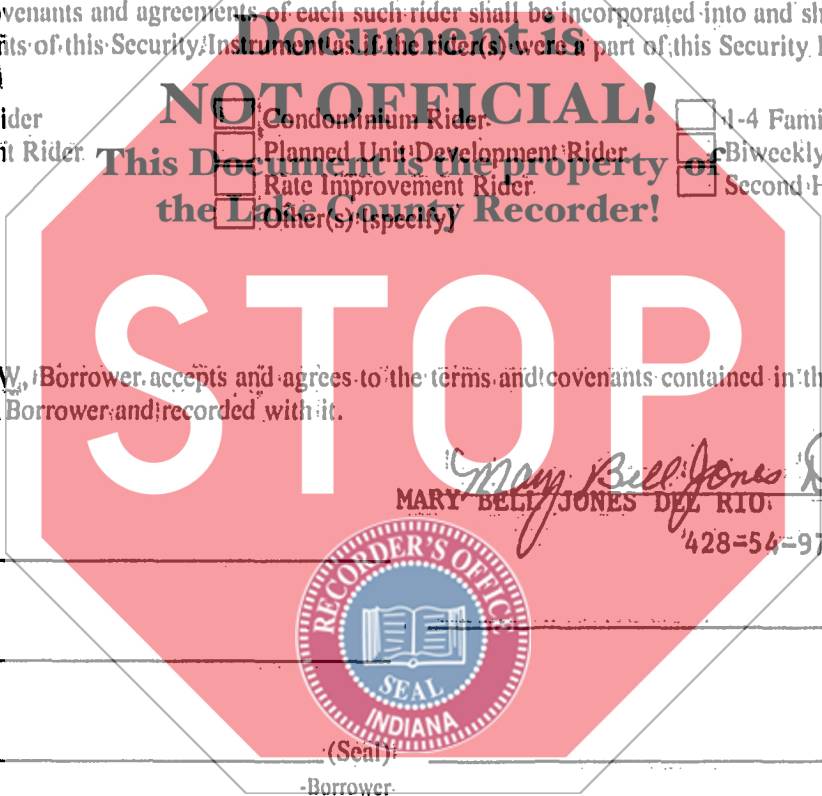 venants and agreements of each such rider shall be incorporated into and sh
nts of this Security Instrument as if the rider(s) were a part of this Security I
Document is
NOT OFFICIAL!
This Document is the property of
the Lake County Recorder!
ider
Condominium Rider
1-4 Fami
t Rider
Planned Unit Development Rider
Biweekly
Rate Improvement Rider
Second H
Other(s) [specify]
STOP
W, Borrower accepts and agrees to the terms and covenants contained in th
Borrower and recorded with it.
Mary Bell Jones
MARY BELL JONES DEL RIO
428-54-97
RECORDER'S OFFICE
SEAL
INDIANA
(Seal)
-Borrower